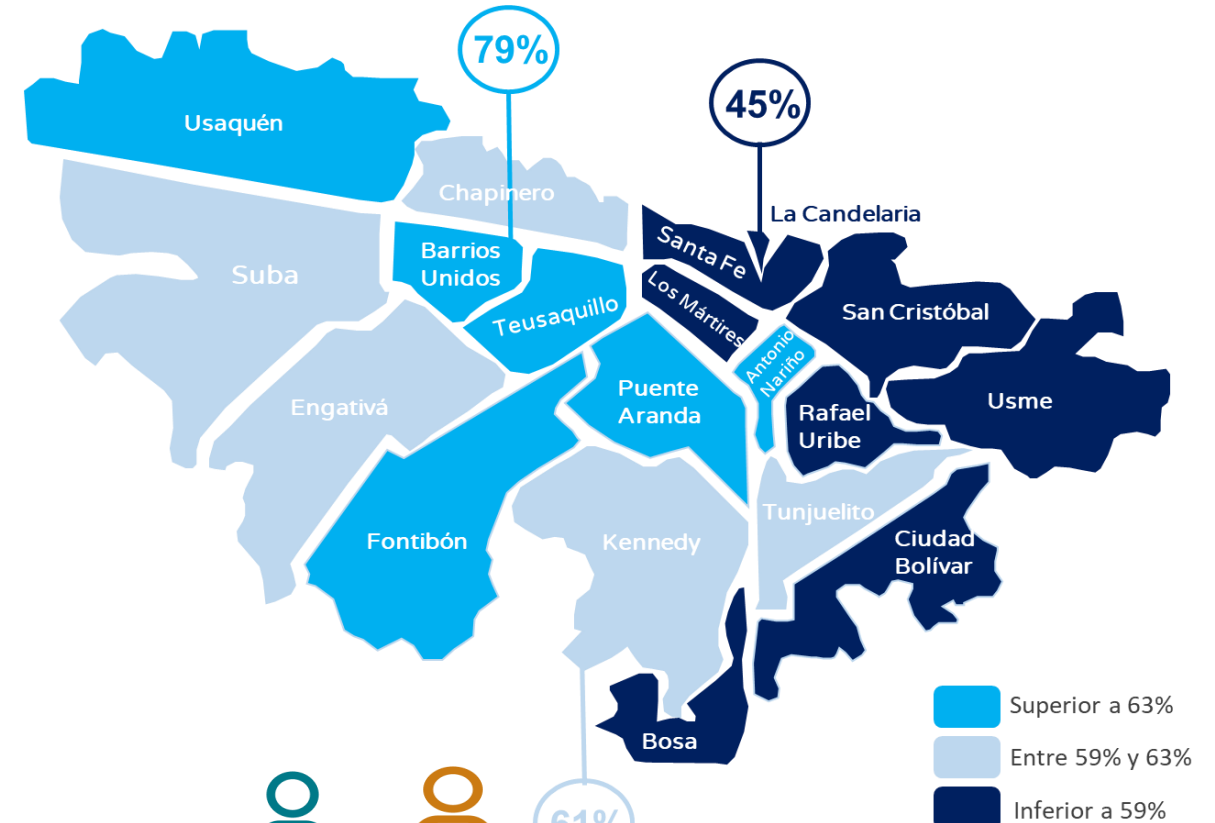 79%
45%
Usaquén
Chapinero
La Candelaria
Santa Fe
Barrios
Unidos
Suba
Los Mártires
San Cristóbal
Teusaquillo
Antonio
Nariño
Puente
Aranda
Engativá
Rafael
Uribe
Usme
Tunjuelito
Fontibón
Kennedy
Ciudad
Bolívar
Bosa
Superior a 63%
Entre 59% y 63%
Inferior a 59%
61%